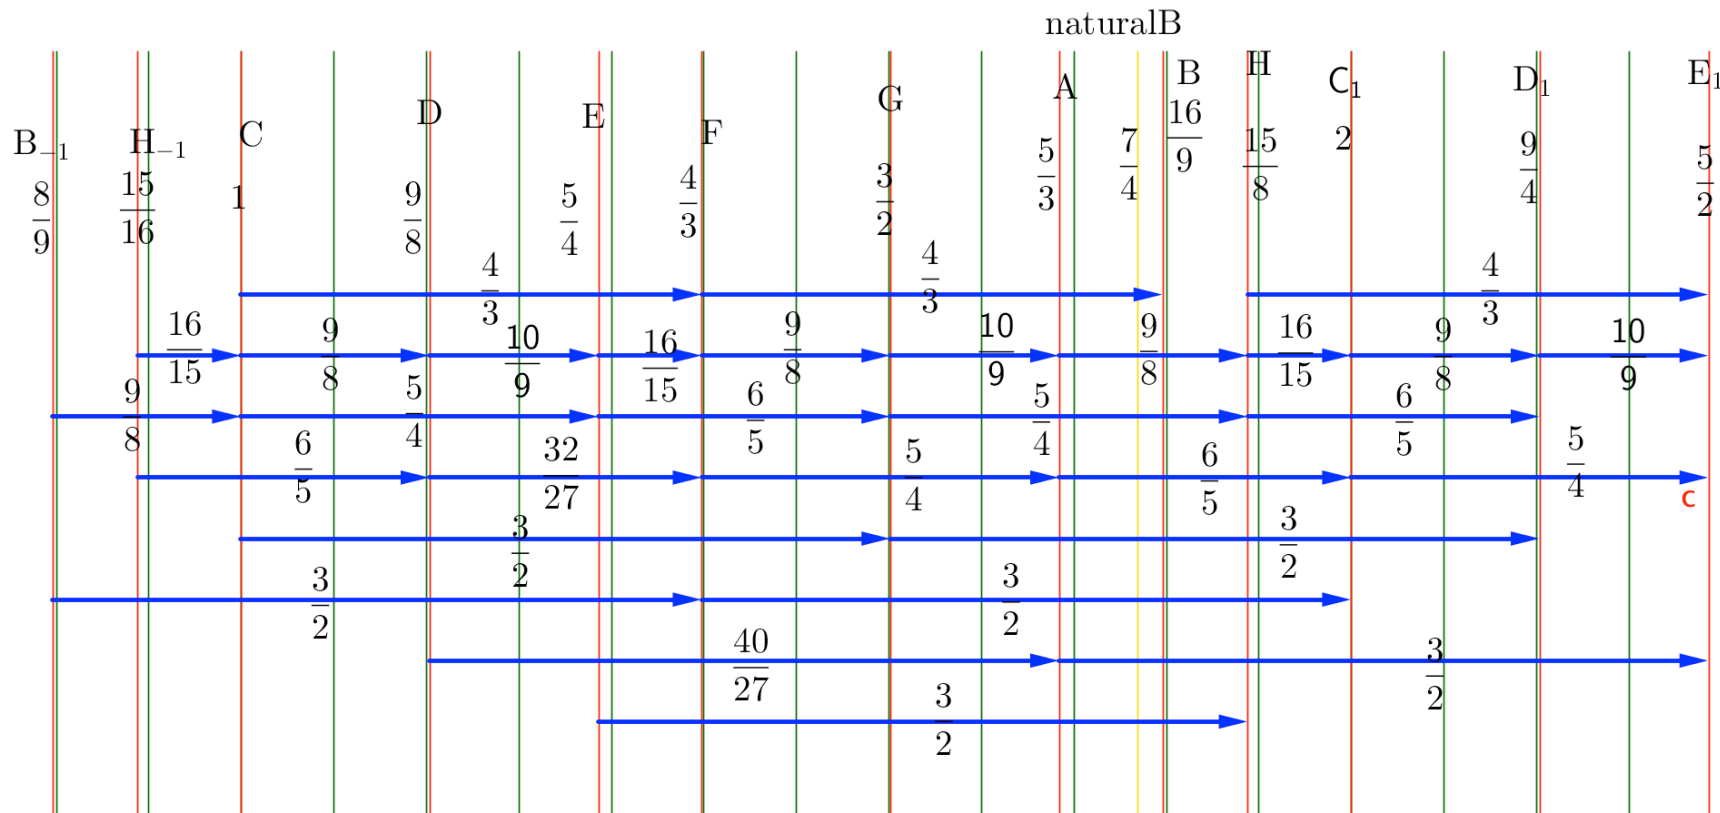 naturalB
B₋₁ H₋₁ C D E F G A B H C₁ D₁ E₁
8/9 15/16 1 9/8 5/4 4/3 3/2 5/3 7/4 16/9 15/8 2 9/4 5/2
4/3 4/3 4/3
16/15 9/8 10/9 16/15 9/8 10/9 9/8 16/15 9/8 10/9
9/8 5/4 6/5 5/4 6/5
6/5 32/27 5/4 6/5 5/4
c
3/2 3/2
3/2 3/2
40/27 3/2
3/2